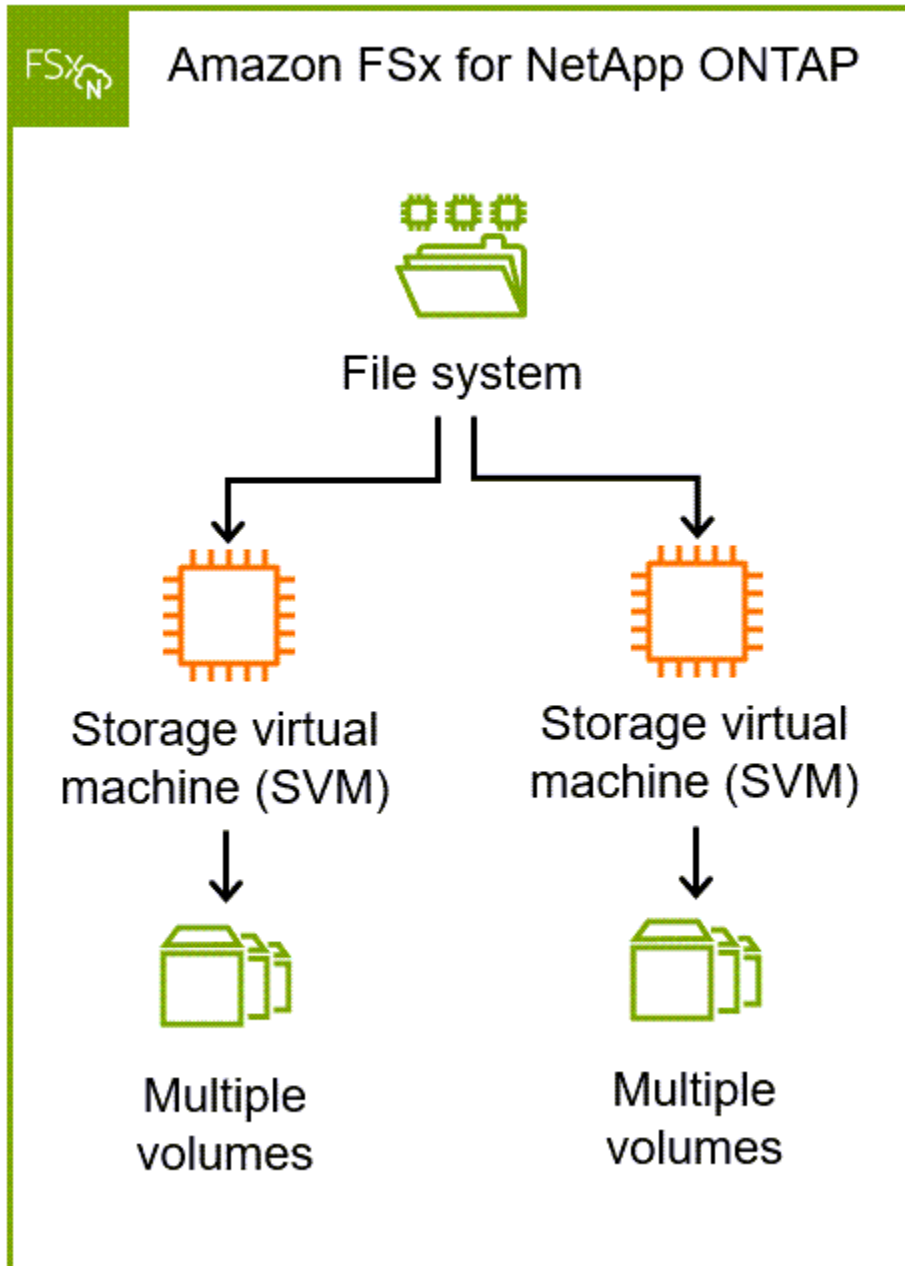 FSx
N
Amazon FSx for NetApp ONTAP
File system
Storage virtual
machine (SVM)
Storage virtual
machine (SVM)
Multiple
volumes
Multiple
volumes